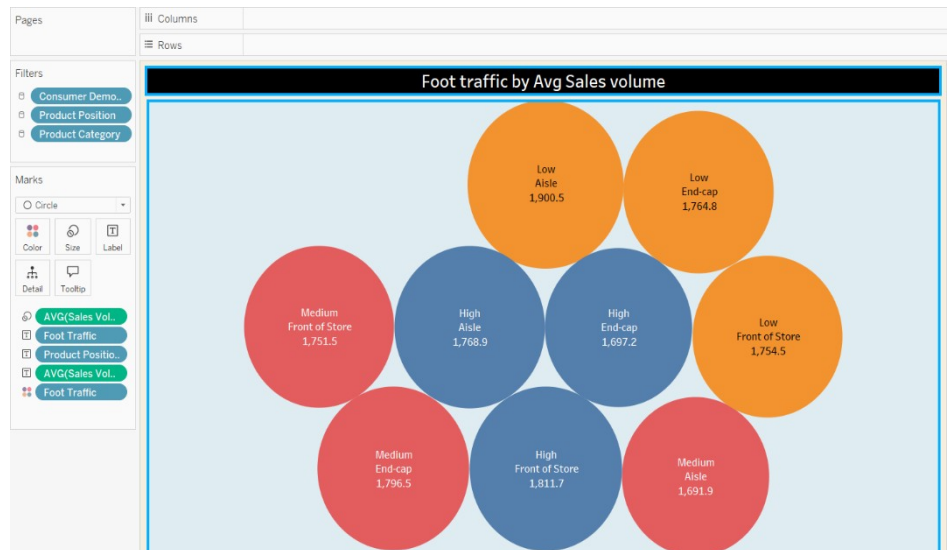 Pages
Columns
Rows
Filters
Consumer Demo..
Product Position
Product Category
Marks
Circle
Color
Size
Label
Detail
Tooltip
AVG(Sales Vol..
Foot Traffic
Product Positio..
AVG(Sales Vol..
Foot Traffic
Foot traffic by Avg Sales volume
Low
Aisle
1,900.5
Low
End-cap
1,764.8
Medium
Front of Store
1,751.5
High
Aisle
1,768.9
High
End-cap
1,697.2
Low
Front of Store
1,754.5
Medium
End-cap
1,796.5
High
Front of Store
1,811.7
Medium
Aisle
1,691.9